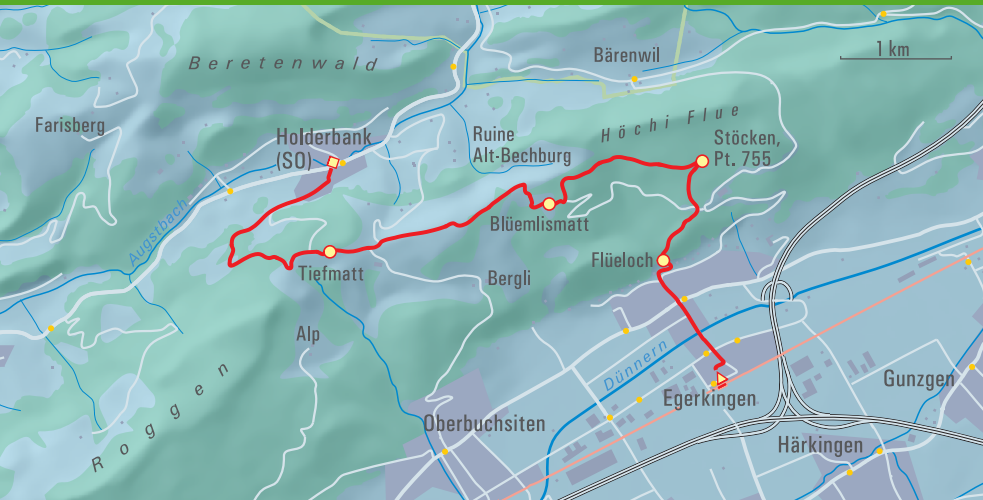 Bärenwil
1 km
Beretenwald
Farisberg
Holderbank
(SO)
Ruine
Alt-Bechburg
Höchi Flue
Stöcken,
Pt. 755
Augstbach
Blüemlismatt
Tiefmatt
Flüeloch
Bergli
Alp
Dünnern
Roggen
Egerkingen
Gunzgen
Oberbuchsiten
Härkingen